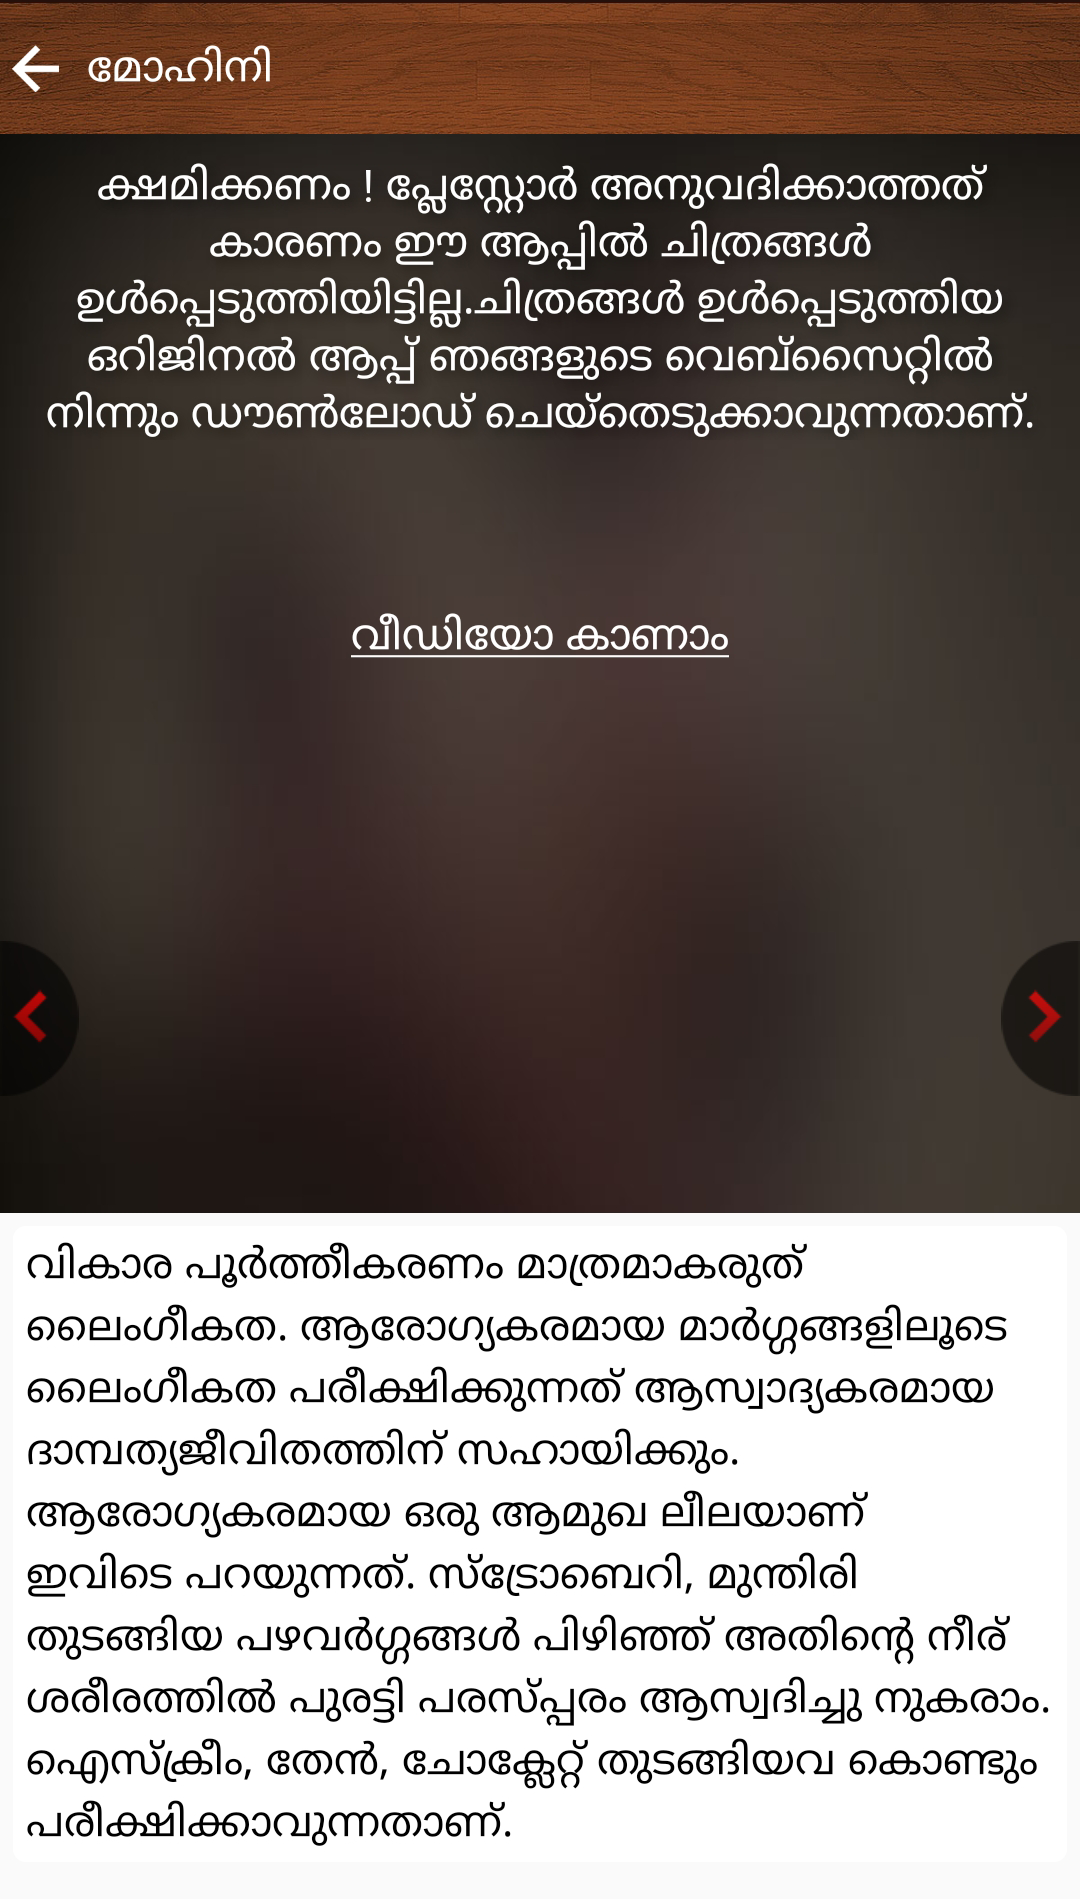 മോഹിനി
ക്ഷമിക്കണം ! പ്ലേസ്റ്റോർ അനുവദിക്കാത്തത്
കാരണം ഈ ആപ്പിൽ ചിത്രങ്ങൾ
ഉൾപ്പെടുത്തിയിട്ടില്ല.ചിത്രങ്ങൾ ഉൾപ്പെടുത്തിയ
ഒറിജിനൽ ആപ്പ് ഞങ്ങളുടെ വെബ്സൈറ്റിൽ
നിന്നും ഡൗൺലോഡ് ചെയ്തെടുക്കാവുന്നതാണ്.
വീഡിയോ കാണാം
വികാര പൂർത്തീകരണം മാത്രമാകരുത്
ലൈംഗീകത. ആരോഗ്യകരമായ മാർഗ്ഗങ്ങളിലൂടെ
ലൈംഗീകത പരീക്ഷിക്കുന്നത് ആസ്വാദ്യകരമായ
ദാമ്പത്യജീവിതത്തിന് സഹായിക്കും.
ആരോഗ്യകരമായ ഒരു ആമുഖ ലീലയാണ്
ഇവിടെ പറയുന്നത്. സ്ട്രോബെറി, മുന്തിരി
തുടങ്ങിയ പഴവർഗ്ഗങ്ങൾ പിഴിഞ്ഞ് അതിന്റെ നീര്
ശരീരത്തിൽ പുരട്ടി പരസ്പ്പരം ആസ്വദിച്ചു നുകരാം.
ഐസ്ക്രീം, തേൻ, ചോക്ലേറ്റ് തുടങ്ങിയവ കൊണ്ടും
പരീക്ഷിക്കാവുന്നതാണ്.